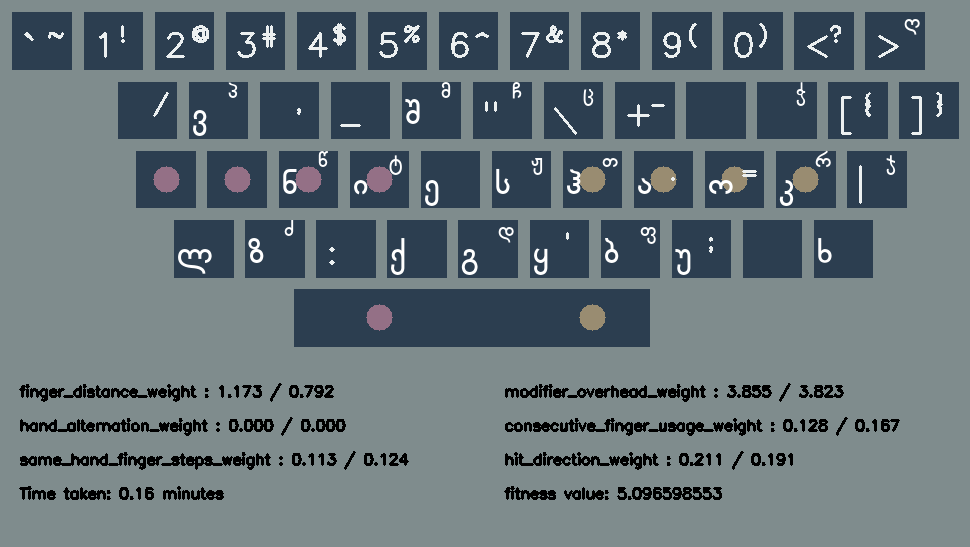 ` ~ 1 ! 2 @ 3 # 4 $ 5 % 6 ^ 7 & 8 * 9 ( 0 ) < ? > ღ
/ ვ პ , _ შ მ " ჩ \ ც + - ჭ [ { ] }
ნ წ ი ტ ე ს ჟ ჰ თ ა . ო = კ რ | ჯ
ლ ზ ძ : ქ გ დ ყ ' ბ ფ უ ; ხ
finger_distance_weight : 1.173 / 0.792
modifier_overhead_weight : 3.855 / 3.823
hand_alternation_weight : 0.000 / 0.000
consecutive_finger_usage_weight : 0.128 / 0.167
same_hand_finger_steps_weight : 0.113 / 0.124
hit_direction_weight : 0.211 / 0.191
Time taken: 0.16 minutes
fitness value: 5.096598553